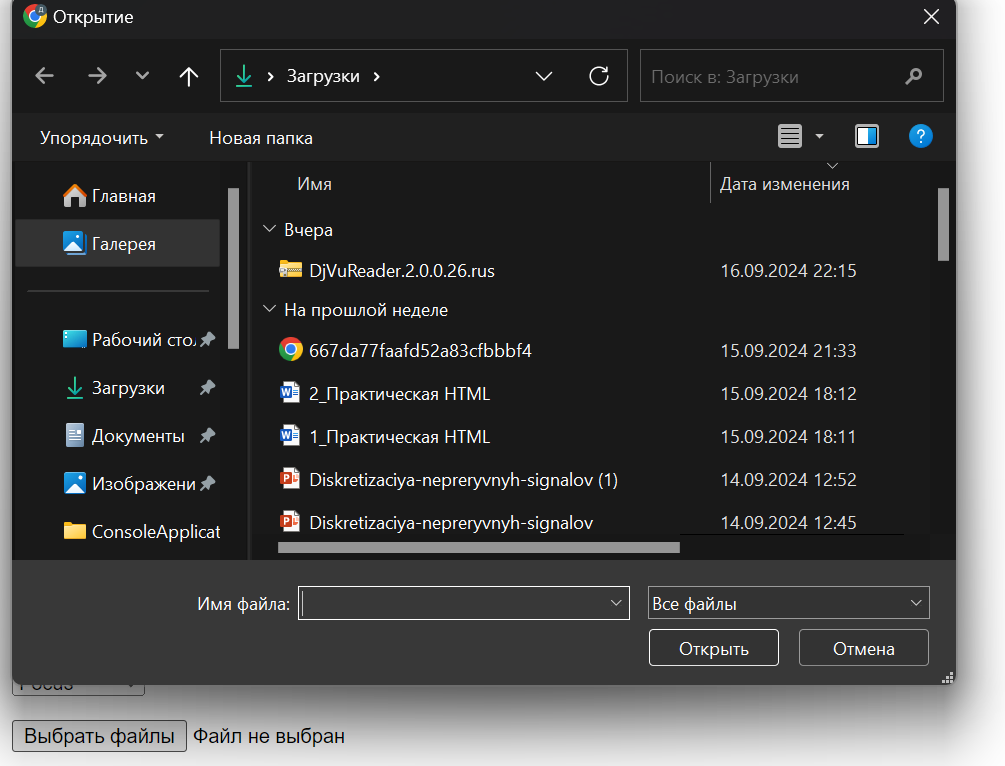 Открытие
Загрузки
Поиск в: Загрузки
Упорядочить
Новая папка
Главная
Галерея
Рабочий сто
Загрузки
Документы
Изображени
ConsoleApplicat
Имя
Дата изменения
Вчера
DjVuReader.2.0.0.26.rus
16.09.2024 22:15
На прошлой неделе
667da77faafd52a83cfbbbf4
15.09.2024 21:33
2_Практическая HTML
15.09.2024 18:12
1_Практическая HTML
15.09.2024 18:11
Diskretizaciya-nepreryvnyh-signalov (1)
14.09.2024 12:52
Diskretizaciya-nepreryvnyh-signalov
14.09.2024 12:45
Имя файла:
Все файлы
Открыть
Отмена
Focus
Выбрать файлы
Файл не выбран